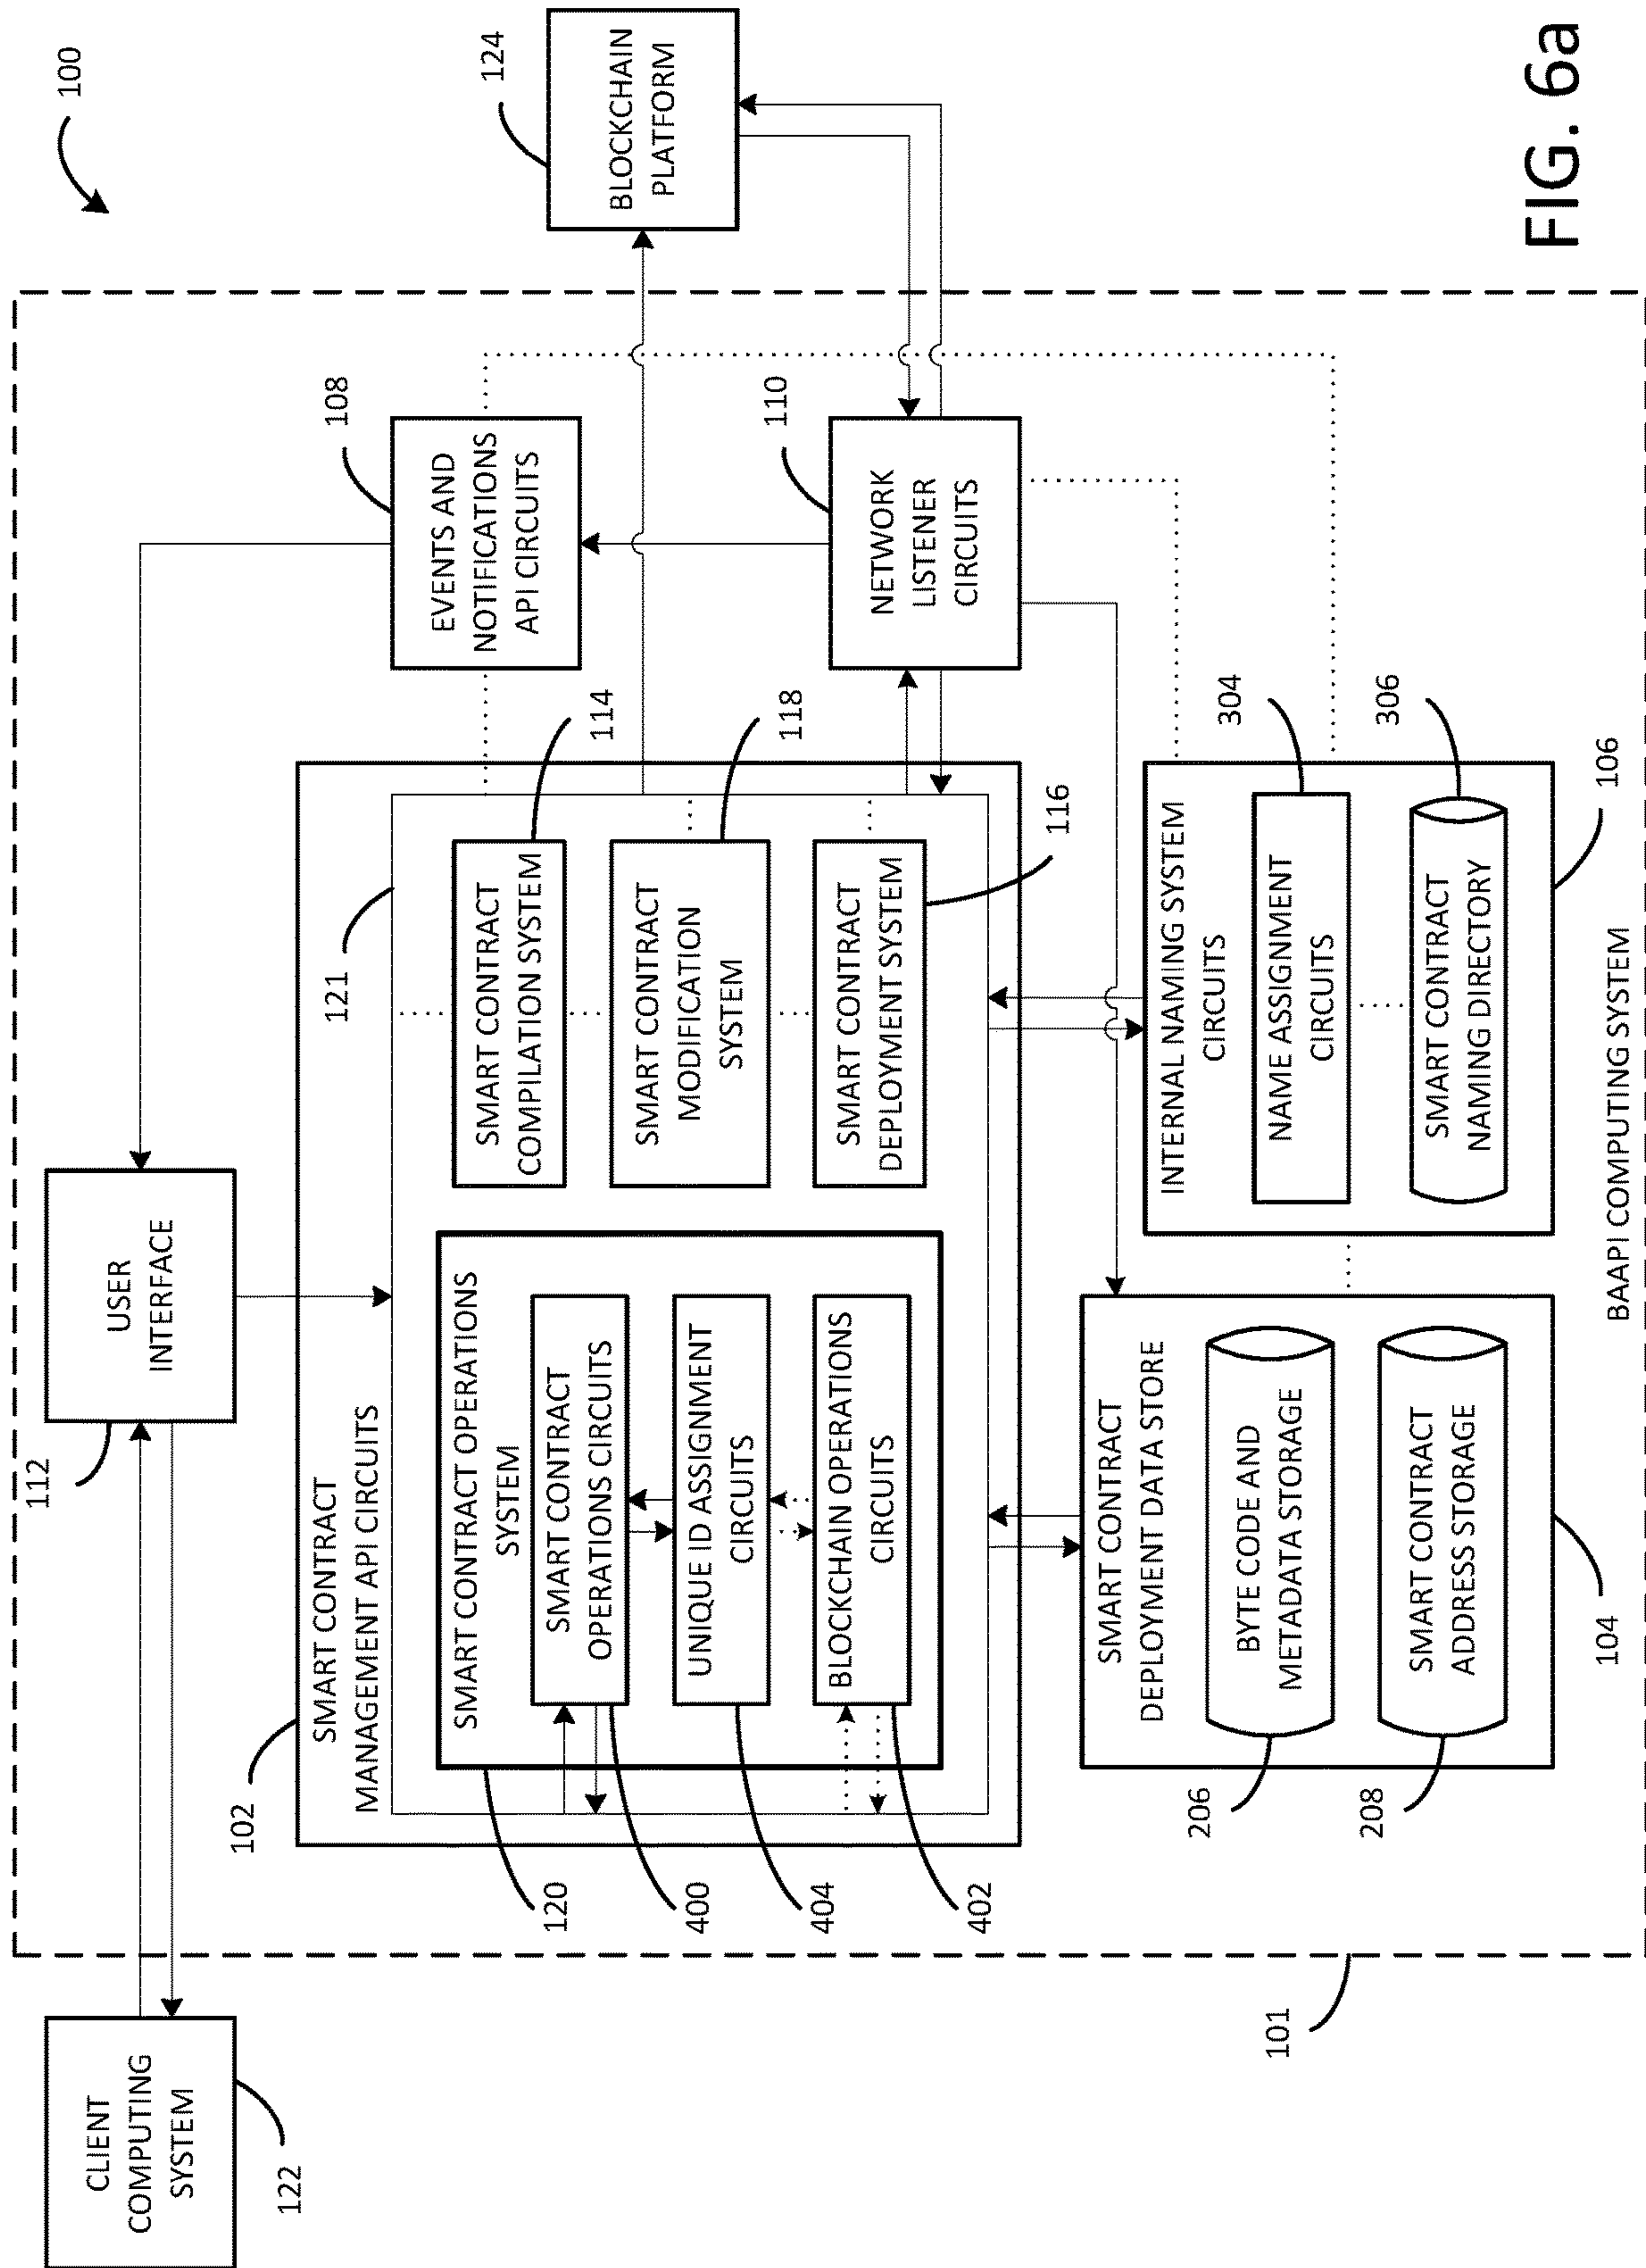 100
CLIENT
COMPUTING
SYSTEM
122
USER
INTERFACE
112
EVENTS AND
NOTIFICATIONS
API CIRCUITS
108
BLOCKCHAIN
PLATFORM
124
102
SMART CONTRACT
MANAGEMENT API CIRCUITS
121
SMART CONTRACT OPERATIONS
SYSTEM
120
SMART CONTRACT
OPERATIONS CIRCUITS
400
UNIQUE ID ASSIGNMENT
CIRCUITS
404
BLOCKCHAIN OPERATIONS
CIRCUITS
402
SMART CONTRACT
COMPILATION SYSTEM
114
SMART CONTRACT
MODIFICATION
SYSTEM
118
SMART CONTRACT
DEPLOYMENT SYSTEM
116
NETWORK
LISTENER
CIRCUITS
110
SMART CONTRACT
DEPLOYMENT DATA STORE
BYTE CODE AND
METADATA STORAGE
206
SMART CONTRACT
ADDRESS STORAGE
208
104
INTERNAL NAMING SYSTEM
CIRCUITS
NAME ASSIGNMENT
CIRCUITS
304
SMART CONTRACT
NAMING DIRECTORY
306
106
101
BAAPI COMPUTING SYSTEM
FIG. 6a